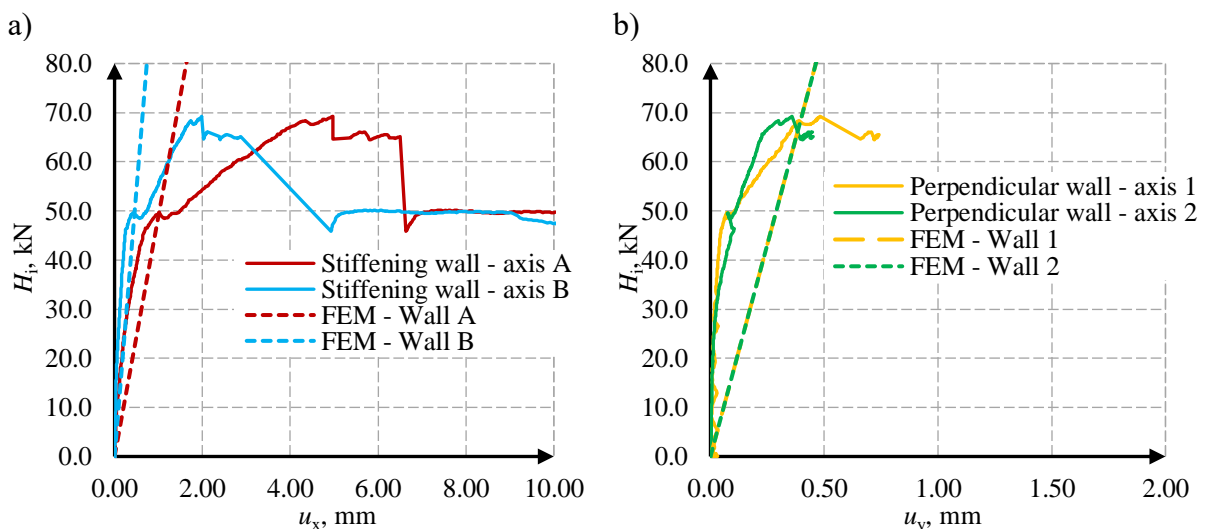 a)
80.0
70.0
60.0
50.0
40.0
30.0
20.0
10.0
0.0
H_i, kN
Stiffening wall - axis A
Stiffening wall - axis B
FEM - Wall A
FEM - Wall B
0.00 2.00 4.00 6.00 8.00 10.00
u_x, mm
b)
80.0
70.0
60.0
50.0
40.0
30.0
20.0
10.0
0.0
H_i, kN
Perpendicular wall - axis 1
Perpendicular wall - axis 2
FEM - Wall 1
FEM - Wall 2
0.00 0.50 1.00 1.50 2.00
u_y, mm